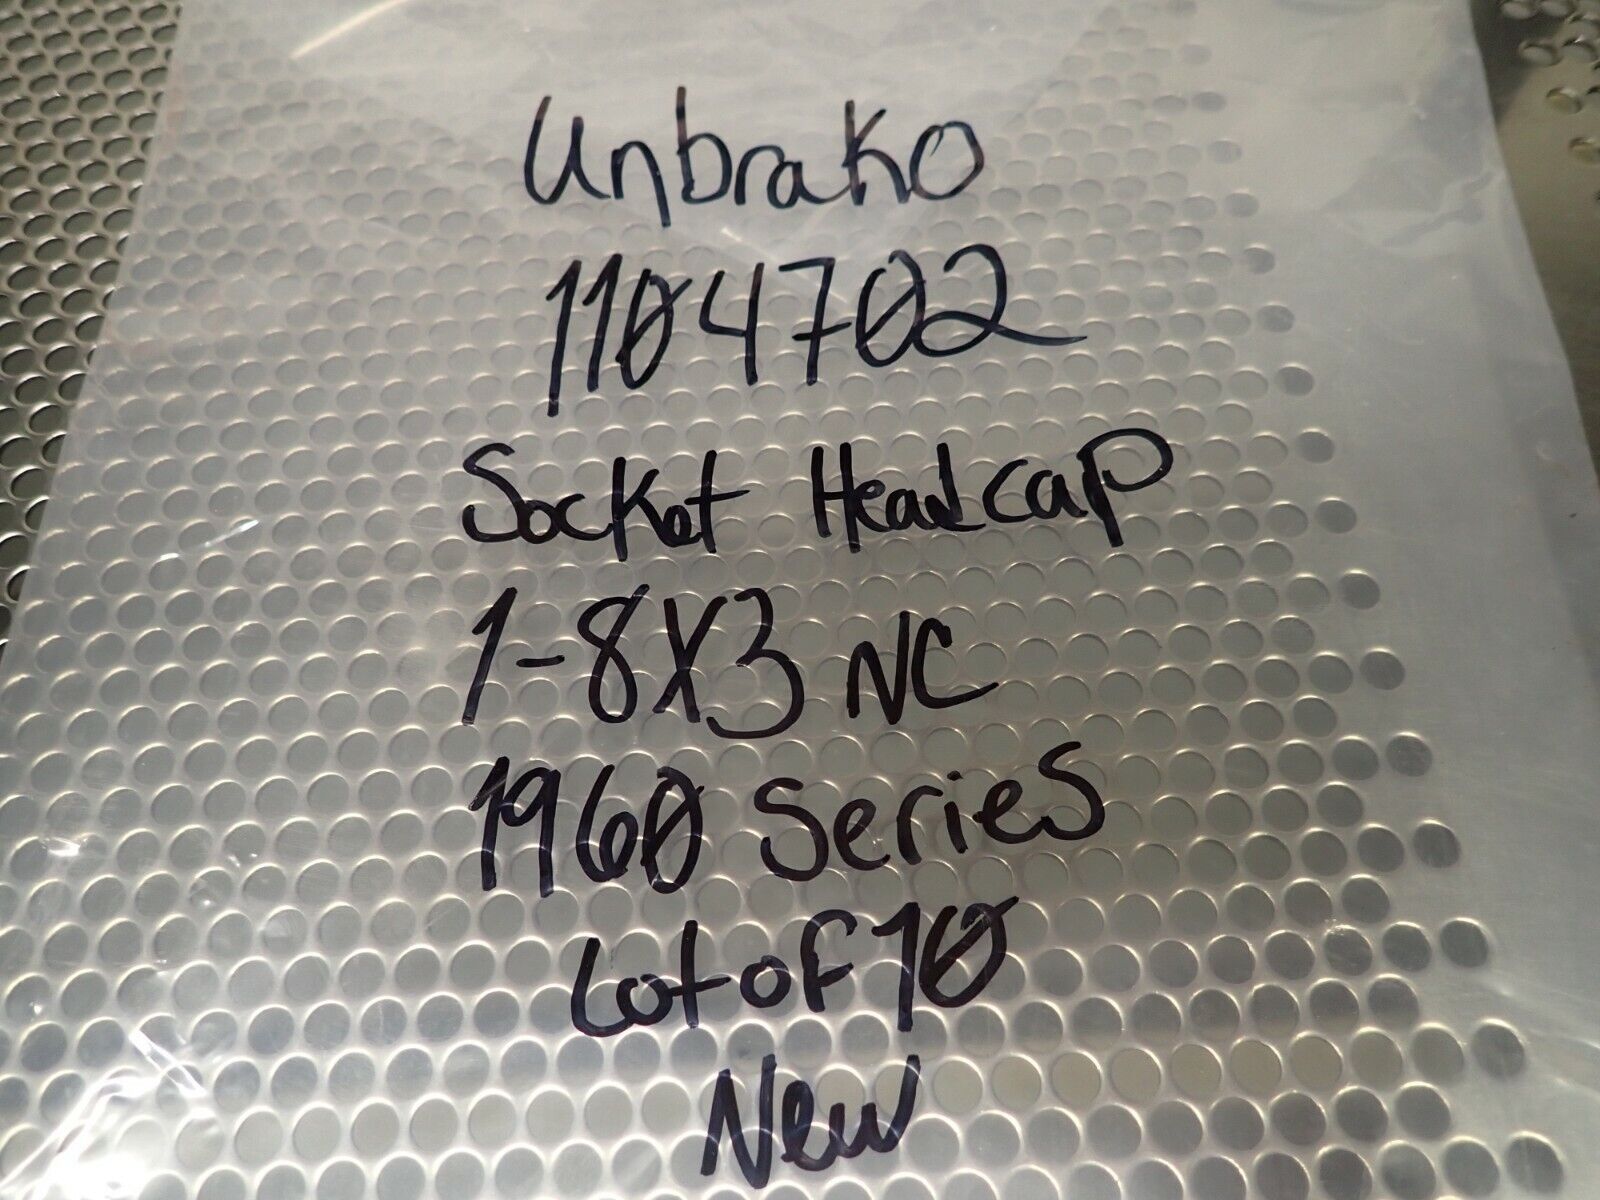 Unbrako
1104702
Socket Head cap
1-8X3 NC
1960 Series
Lot of 10
New